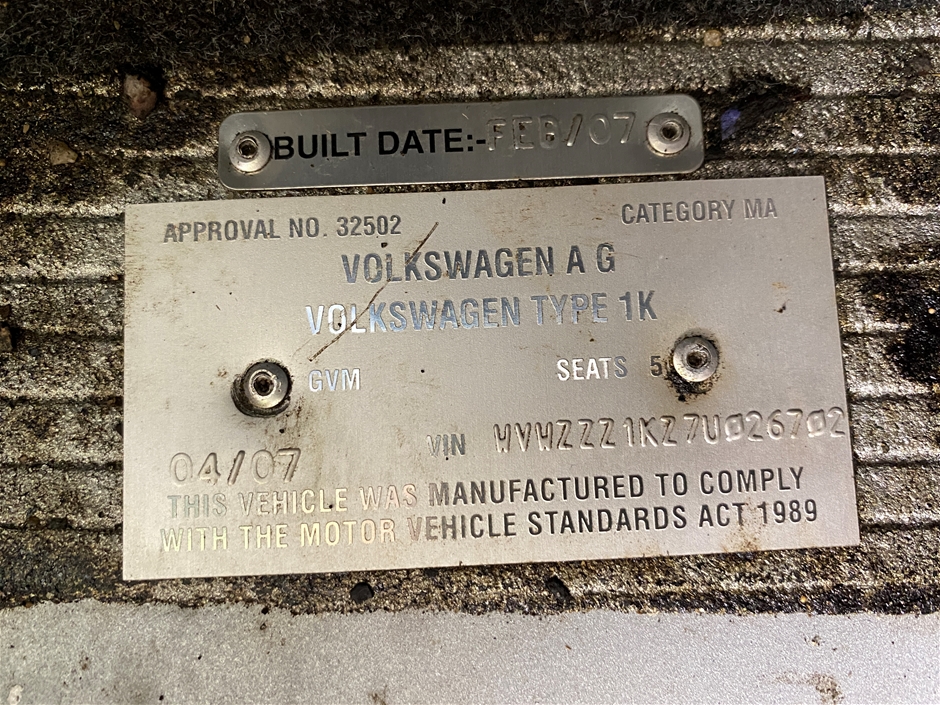 BUILT DATE:- FEB/07
APPROVAL NO. 32502 CATEGORY MA
VOLKSWAGEN A G
VOLKSWAGEN TYPE 1K
GVM SEATS 5
04/07 VIN WVWZZZ1KZ7U026702
THIS VEHICLE WAS MANUFACTURED TO COMPLY
WITH THE MOTOR VEHICLE STANDARDS ACT 1989